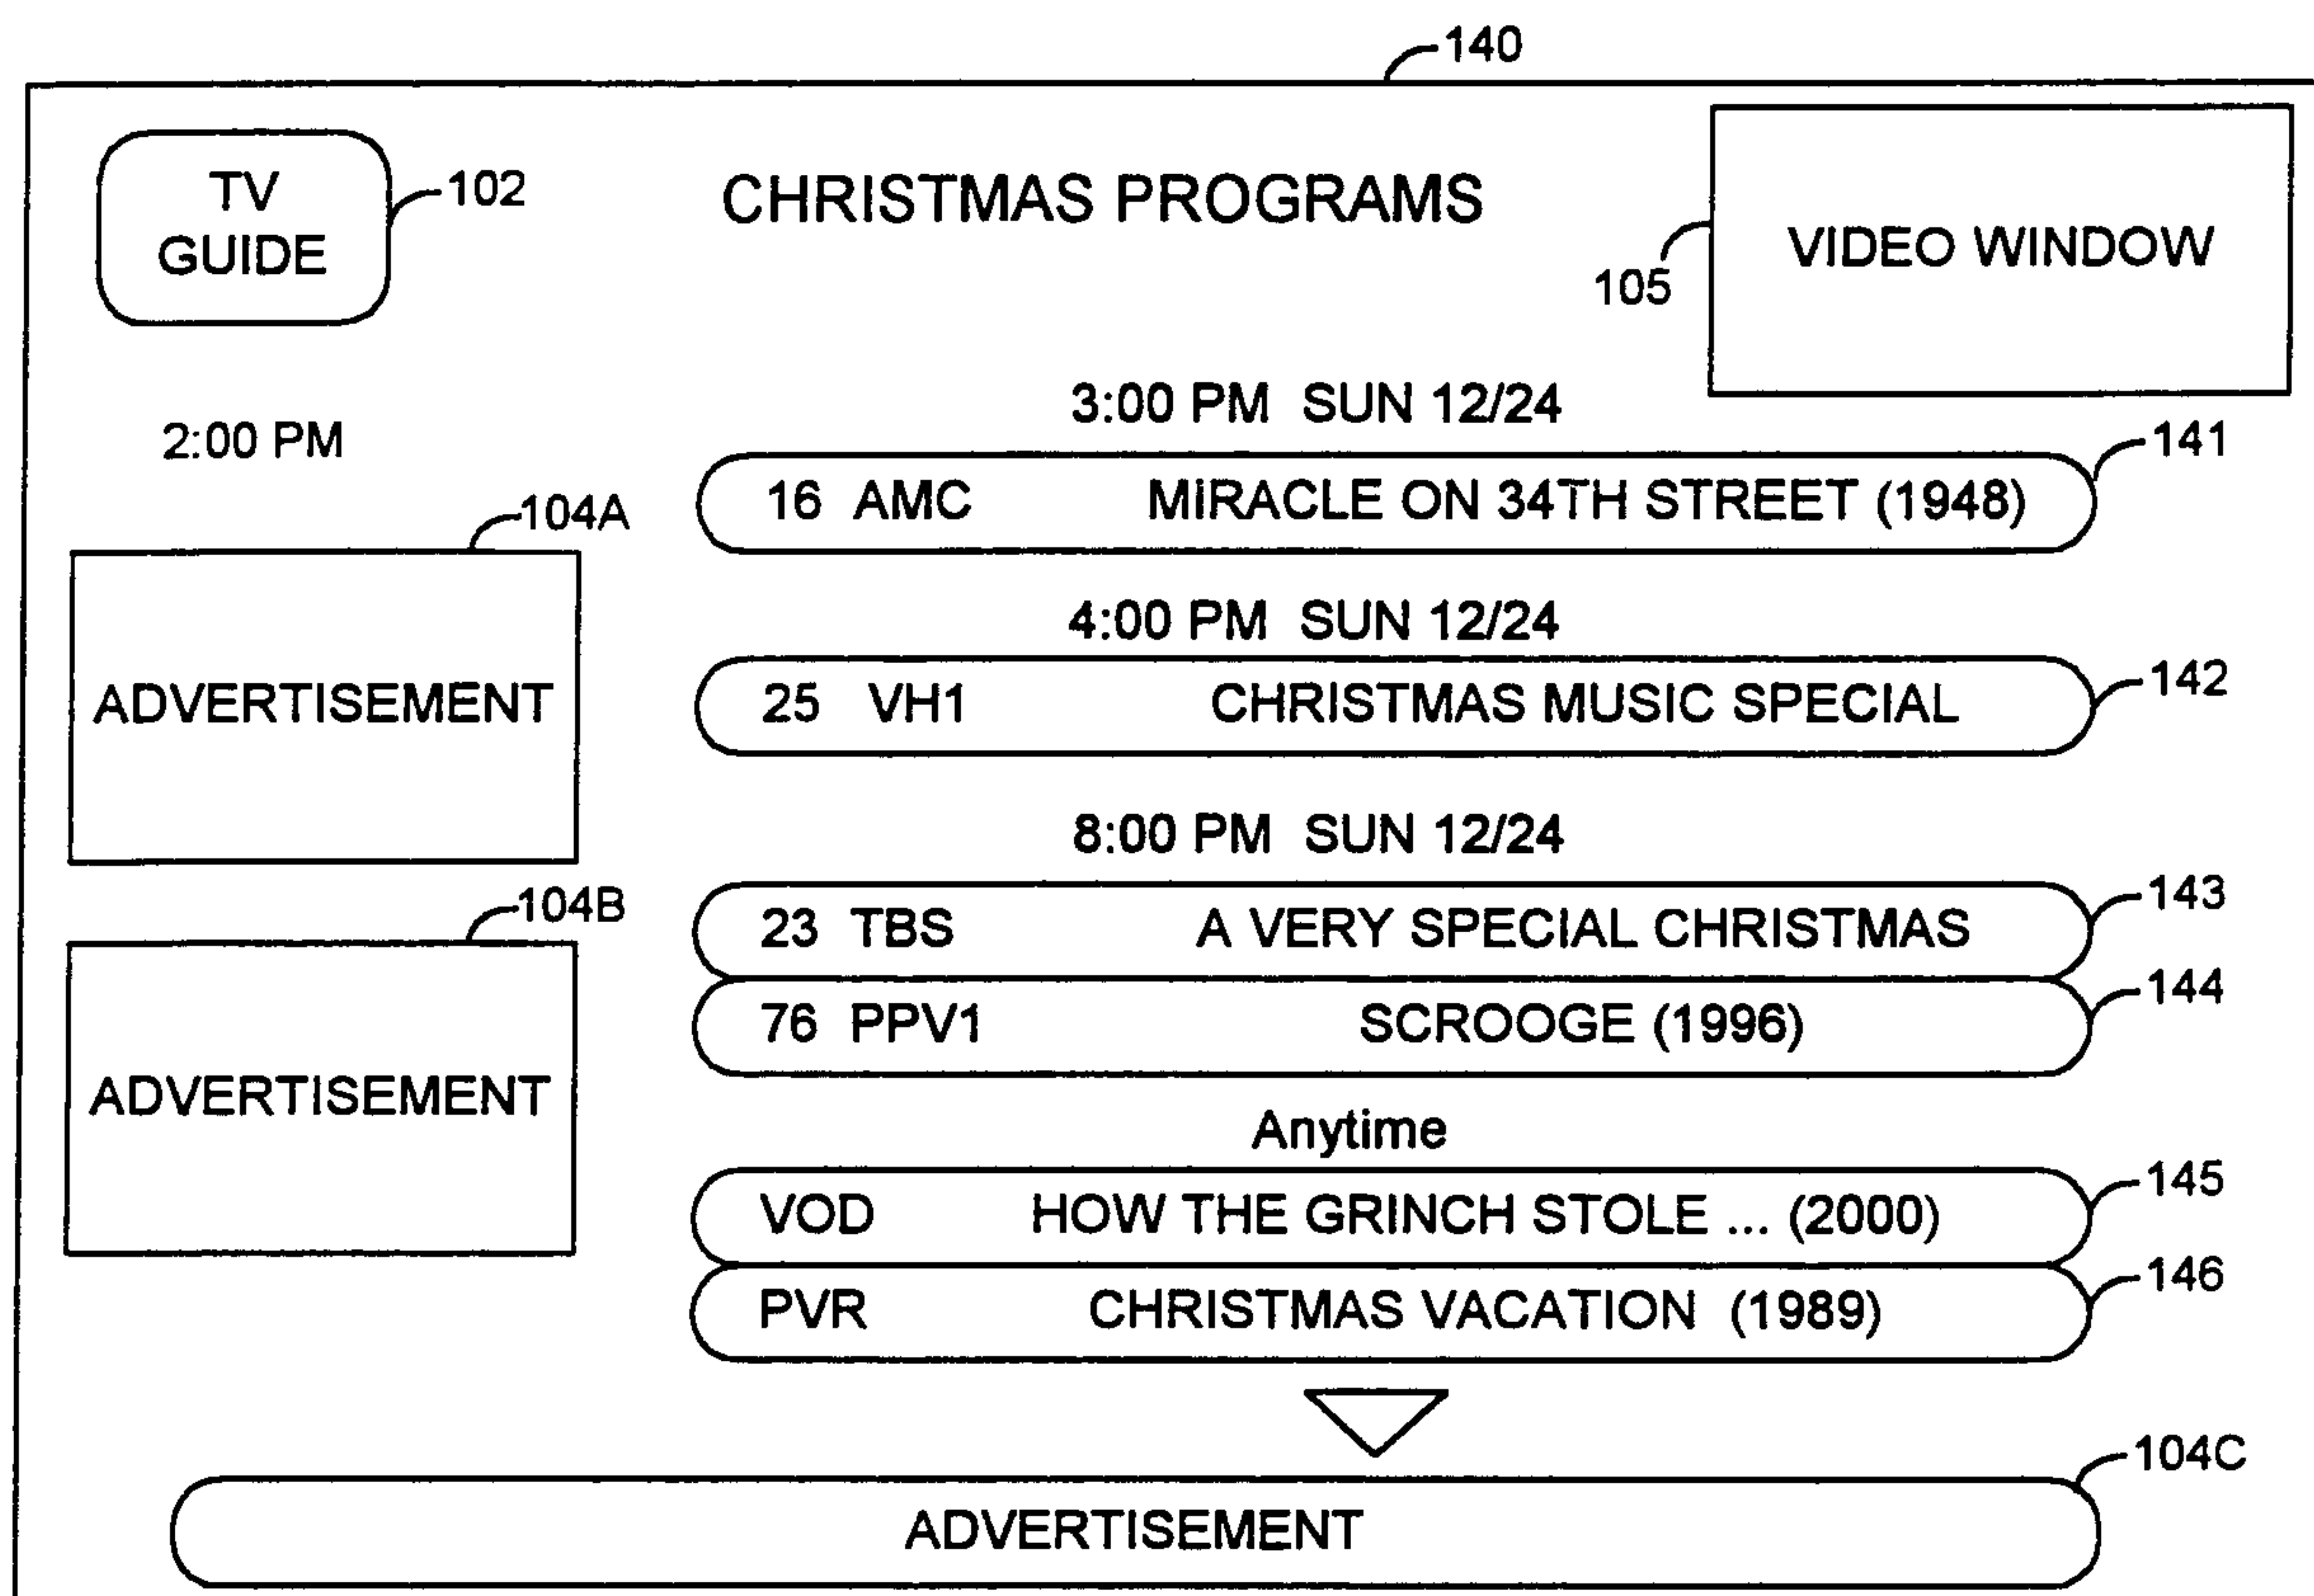 140
TV
GUIDE
102
CHRISTMAS PROGRAMS
VIDEO WINDOW
105
2:00 PM
3:00 PM SUN 12/24
141
16 AMC MIRACLE ON 34TH STREET (1948)
104A
ADVERTISEMENT
4:00 PM SUN 12/24
142
25 VH1 CHRISTMAS MUSIC SPECIAL
8:00 PM SUN 12/24
143
23 TBS A VERY SPECIAL CHRISTMAS
104B
ADVERTISEMENT
144
76 PPV1 SCROOGE (1996)
Anytime
145
VOD HOW THE GRINCH STOLE ... (2000)
146
PVR CHRISTMAS VACATION (1989)
104C
ADVERTISEMENT